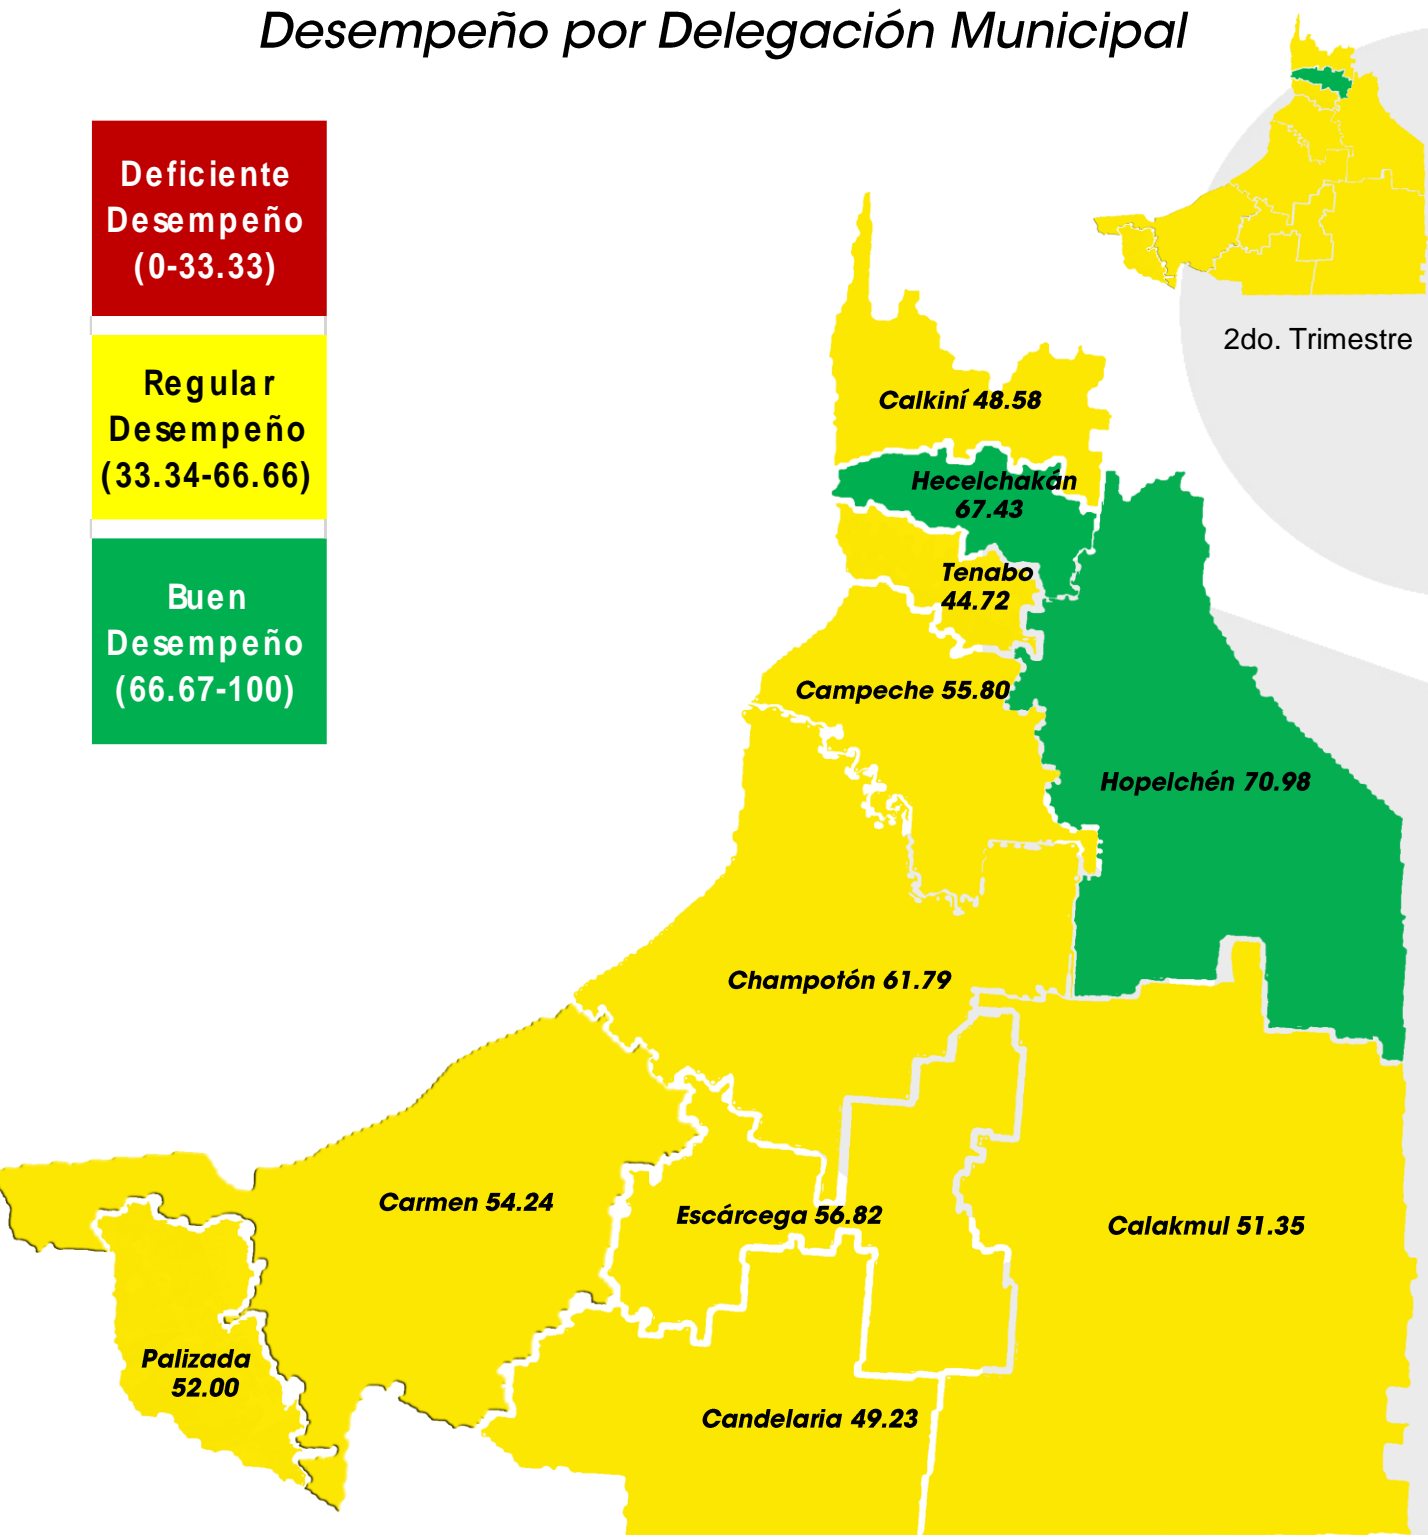 Desempeño por Delegación Municipal
Deficiente
Desempeño
(0-33.33)
Regular
Desempeño
(33.34-66.66)
Buen
Desempeño
(66.67-100)
2do. Trimestre
Calkiní 48.58
Hecelchakán
67.43
Tenabo
44.72
Campeche 55.80
Hopelchén 70.98
Champotón 61.79
Carmen 54.24
Escárcega 56.82
Calakmul 51.35
Palizada
52.00
Candelaria 49.23